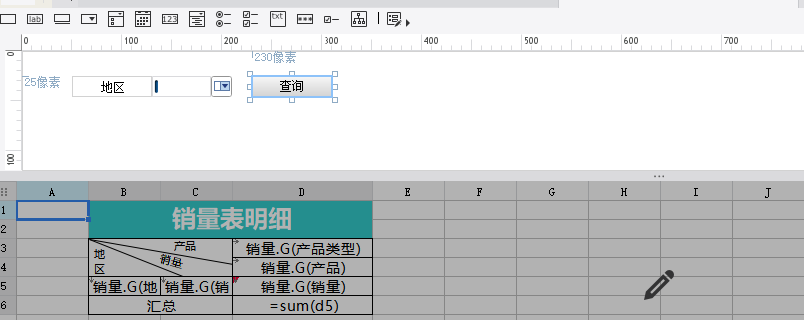 lab 123 txt
0 100 200 300 400 500 600 700
230像素
25像素 地区 查询
0
100
A B C D E F G H I J
1 销量表明细
2
3 产品 销量.G(产品类型)
销量
地
区
4 销量.G(产品)
5 销量.G(地 销量.G(销 销量.G(销量)
6 汇总 =sum(d5)